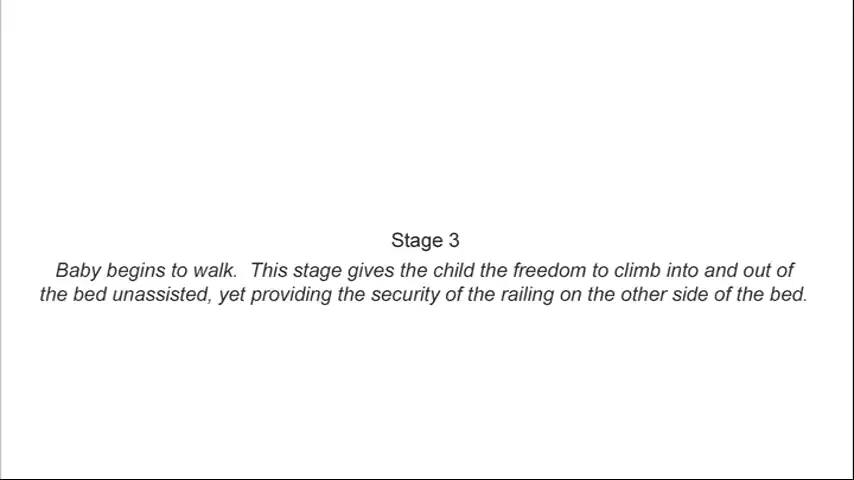 Stage 3
Baby begins to walk.  This stage gives the child the freedom to climb into and out of
the bed unassisted, yet providing the security of the railing on the other side of the bed.